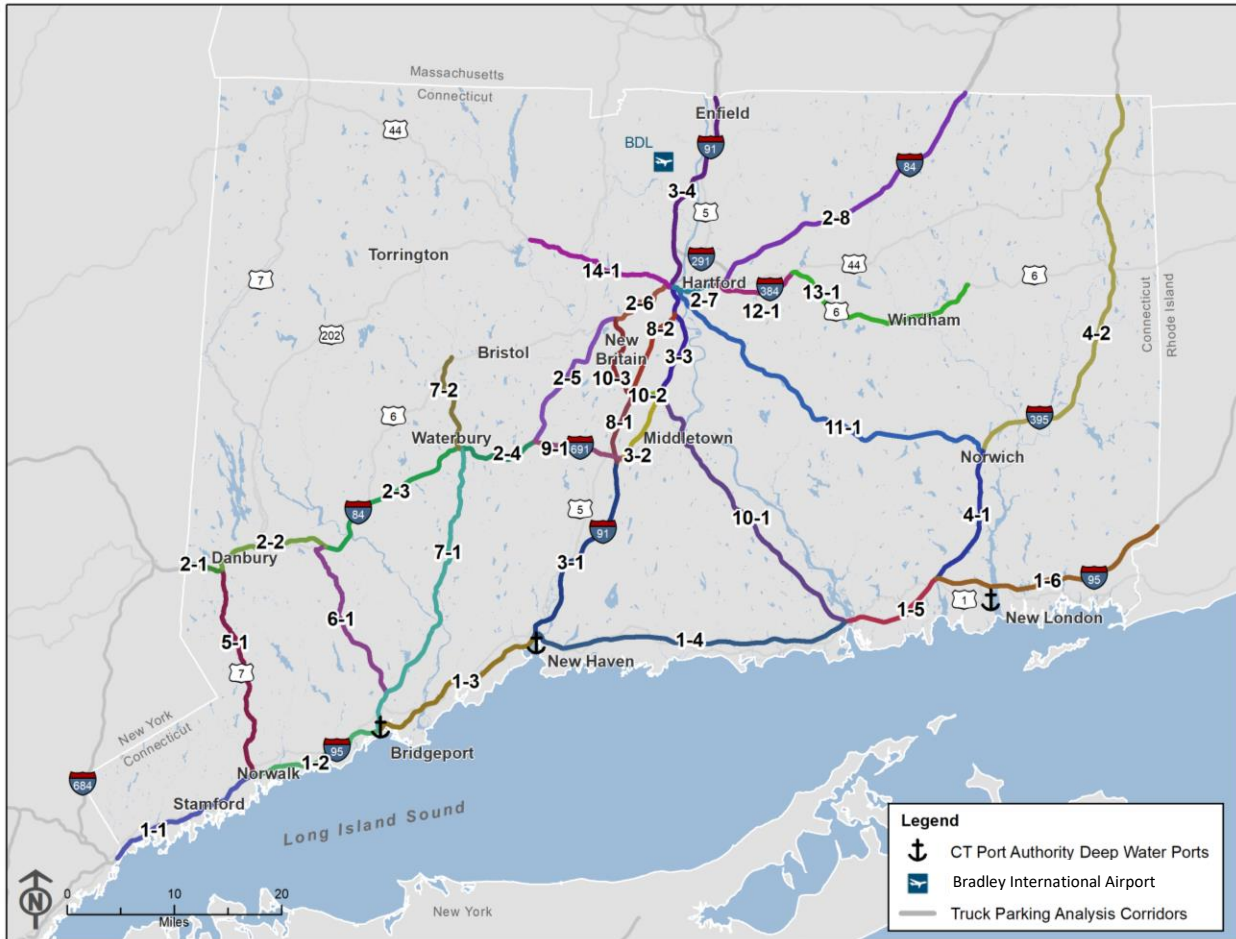 Massachusetts
Connecticut
Enfield
44
BDL
91
84
3-4
5
2-8
Torrington
291
44
7
14-1
Hartford
6
384
2-6
2-7
12-1
13-1
6
Windham
202
8-2
4-2
Connecticut
Rhode Island
New
Britain
3-3
Bristol
2-5
10-3
7-2
10-2
6
8-1
395
11-1
Waterbury
Middletown
2-4
9-1
691
3-2
Norwich
2-3
84
5
10-1
4-1
91
2-2
Danbury
2-1
7-1
3-1
1-6
95
1
1-5
6-1
New London
5-1
1-4
New Haven
7
1-3
New York
Connecticut
95
Bridgeport
1-2
Norwalk
684
Stamford
Long Island Sound
1-1
Legend
CT Port Authority Deep Water Ports
Bradley International Airport
Truck Parking Analysis Corridors
N
0 10 20
Miles
New York